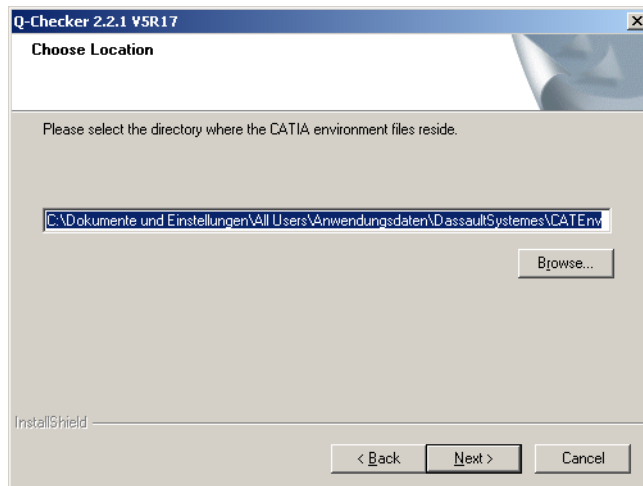 Q-Checker 2.2.1 V5R17
Choose Location
Please select the directory where the CATIA environment files reside.
C:\Dokumente und Einstellungen\All Users\Anwendungsdaten\DassaultSystemes\CATEnv
Browse...
InstallShield
< Back Next > Cancel